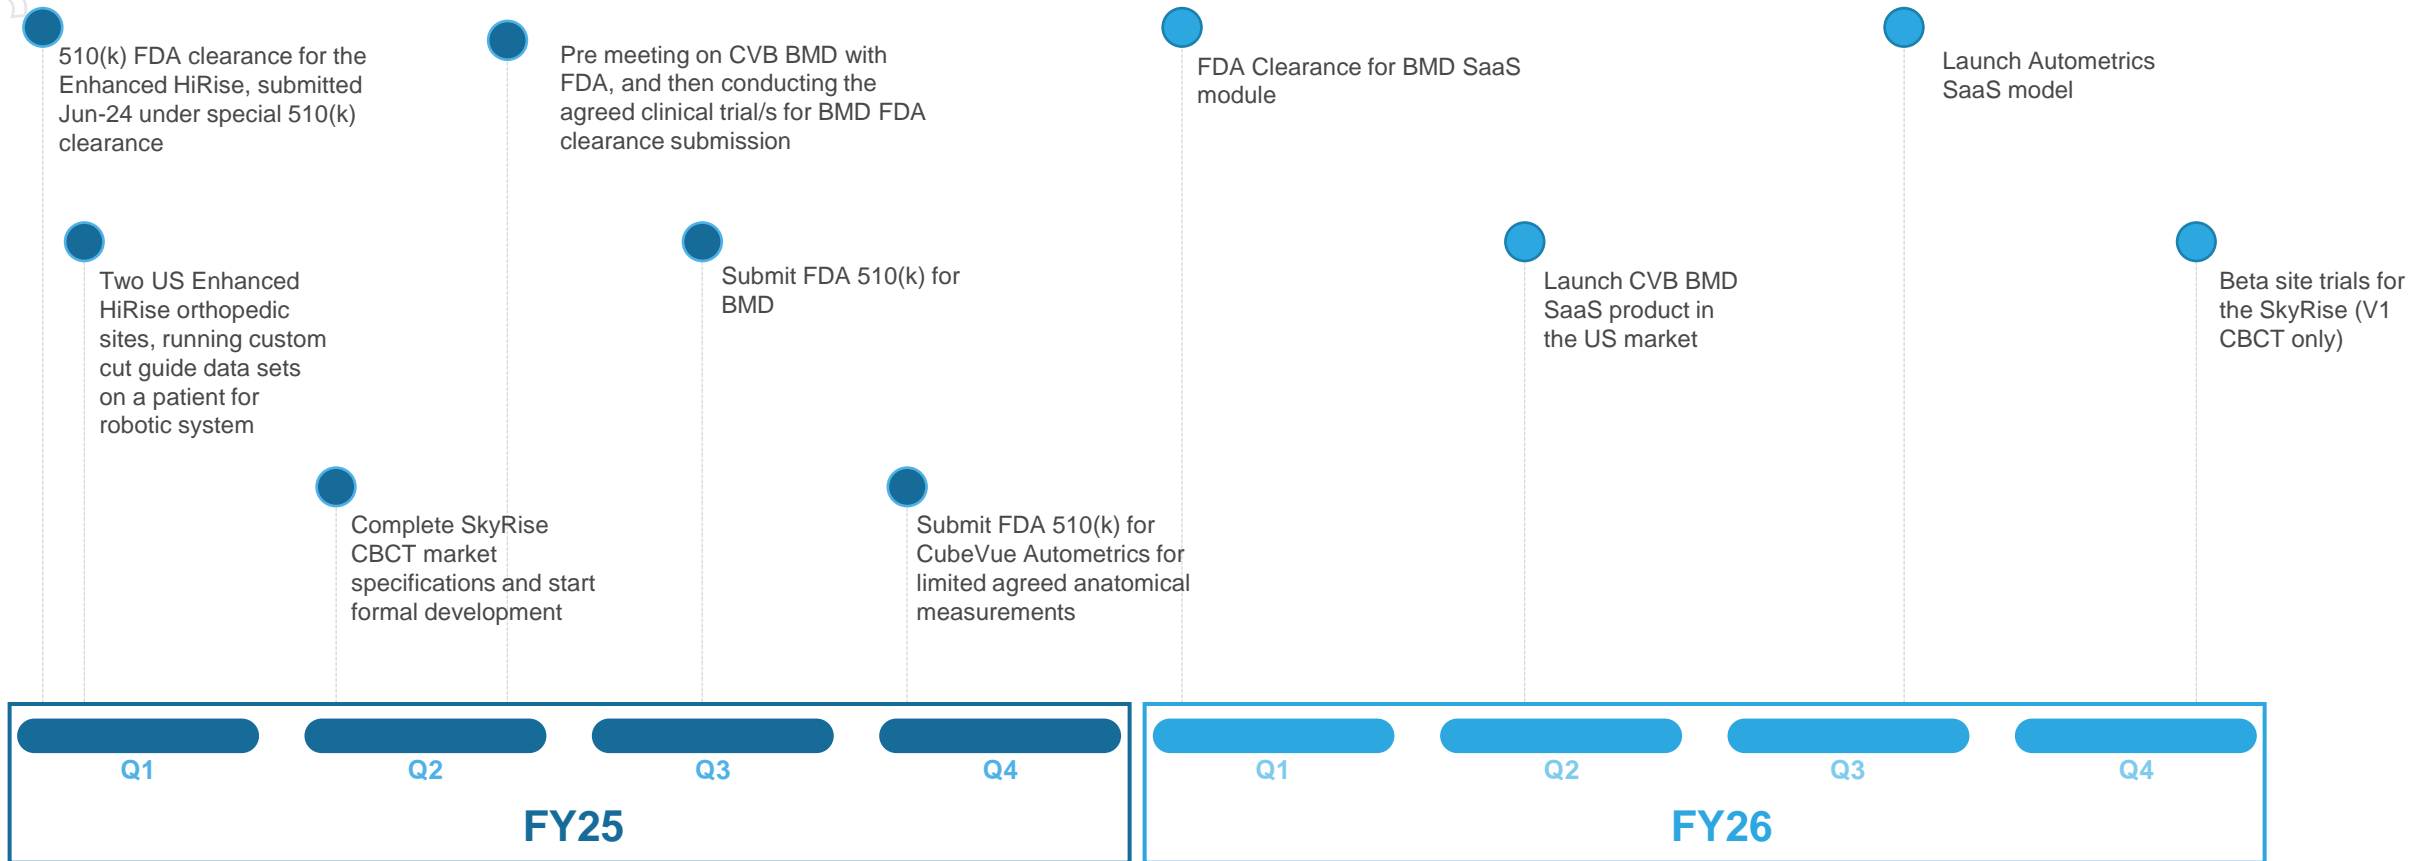 510(k) FDA clearance for the
Enhanced HiRise, submitted
Jun-24 under special 510(k)
clearance
Pre meeting on CVB BMD with
FDA, and then conducting the
agreed clinical trial/s for BMD FDA
clearance submission
FDA Clearance for BMD SaaS
module
Launch Autometrics
SaaS model
Two US Enhanced
HiRise orthopedic
sites, running custom
cut guide data sets
on a patient for
robotic system
Submit FDA 510(k) for
BMD
Launch CVB BMD
SaaS product in
the US market
Beta site trials for
the SkyRise (V1
CBCT only)
Complete SkyRise
CBCT market
specifications and start
formal development
Submit FDA 510(k) for
CubeVue Autometrics for
limited agreed anatomical
measurements
Q1
Q2
Q3
Q4
Q1
Q2
Q3
Q4
FY25
FY26